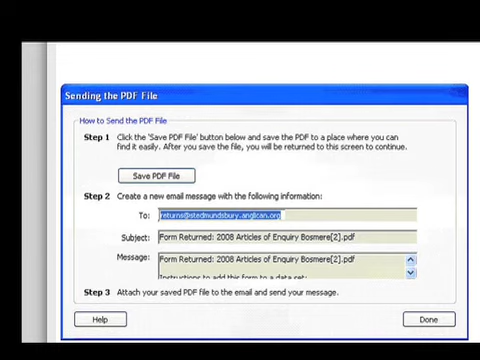 Sending the PDF File
How to Send the PDF File
Step 1 Click the 'Save PDF File' button below and save the PDF to a place where you can
find it easily. After you save the file, you will be returned to this screen to continue.
Save PDF File
Step 2 Create a new email message with the following information:
To: returns@stedmundsbury.anglican.org
Subject: Form Returned: 2008 Articles of Enquiry Bosmere[2].pdf
Message: Form Returned: 2008 Articles of Enquiry Bosmere[2].pdf
Instructions to add this form to a data set:
Step 3 Attach your saved PDF file to the email and send your message.
Help Done